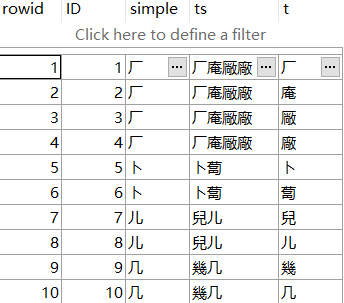 rowid ID simple ts t
Click here to define a filter
1 1 厂 ... 厂庵厰廠 ... 厂 ...
2 2 厂 厂庵厰廠 庵
3 3 厂 厂庵厰廠 厰
4 4 厂 厂庵厰廠 廠
5 5 卜 卜蔔 卜
6 6 卜 卜蔔 蔔
7 7 儿 兒儿 兒
8 8 儿 兒儿 儿
9 9 几 幾几 幾
10 10 几 幾几 几